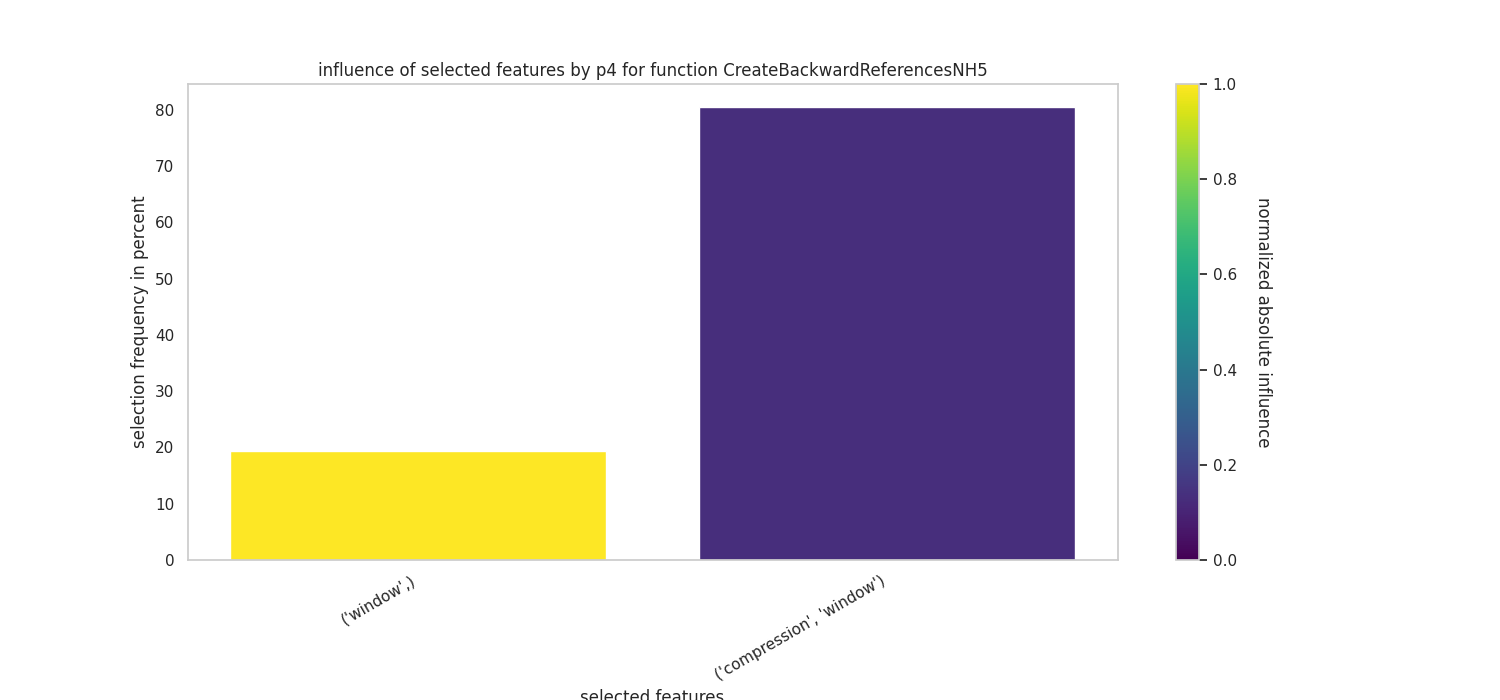 influence of selected features by p4 for function CreateBackwardReferencesNH5
selection frequency in percent
80
70
60
50
40
30
20
10
0
('window',)
('compression', 'window')
selected features
1.0
0.8
0.6
0.4
0.2
0.0
normalized absolute influence